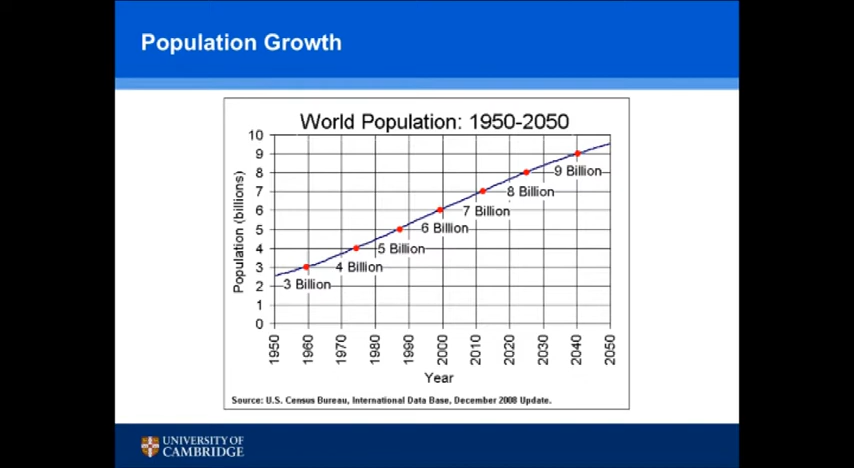 Population Growth
World Population: 1950-2050
Population (billions)
10
9
8
7
6
5
4
3
2
1
0
9 Billion
8 Billion
7 Billion
6 Billion
5 Billion
4 Billion
3 Billion
1950 1960 1970 1980 1990 2000 2010 2020 2030 2040 2050
Year
Source: U.S. Census Bureau, International Data Base, December 2008 Update.
UNIVERSITY OF
CAMBRIDGE